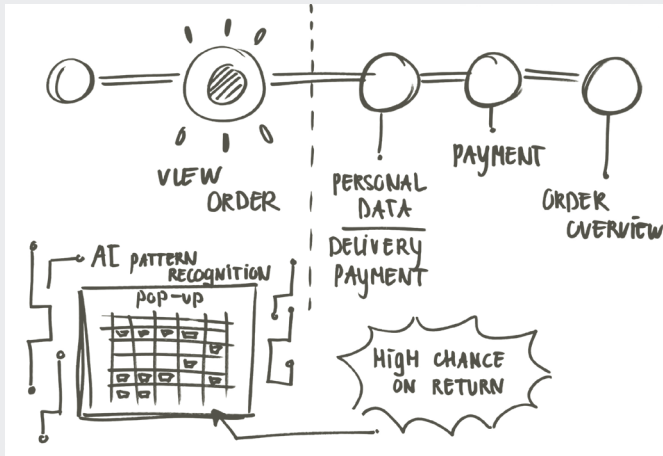 VIEW
ORDER
PERSONAL
DATA
DELIVERY
PAYMENT
PAYMENT
ORDER
OVERVIEW
AI PATTERN
RECOGNITION
POP-UP
HIGH CHANCE
ON RETURN